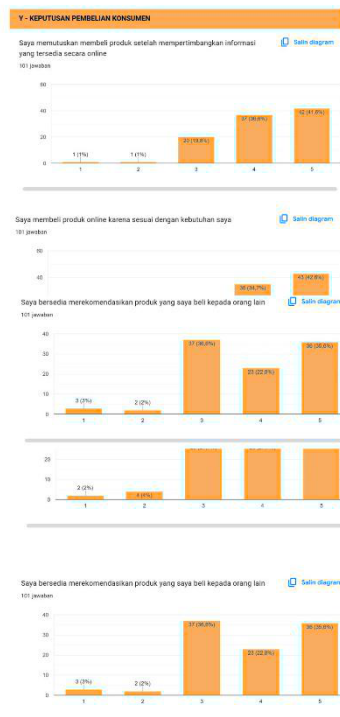 Y - KEPUTUSAN PEMBELIAN KONSUMEN
Saya memutuskan membeli produk setelah mempertimbangkan informasi
yang tersedia secara online
Salin diagram
101 jawaban
60
40
20
0
1 (1%)
1 (1%)
20 (19,8%)
37 (36,6%)
42 (41,6%)
1 2 3 4 5
Saya membeli produk online karena sesuai dengan kebutuhan saya
Salin diagram
101 jawaban
60
40
Saya bersedia merekomendasikan produk yang saya beli kepada orang lain
Salin diagram
101 jawaban
40
30
20
10
0
3 (3%)
2 (2%)
37 (36,6%)
23 (22,8%)
36 (35,6%)
1 2 3 4 5
20
10
0
2 (2%)
4 (4%)
1 2 3 4 5
Saya bersedia merekomendasikan produk yang saya beli kepada orang lain
Salin diagram
101 jawaban
40
30
20
10
0
3 (3%)
2 (2%)
37 (36,6%)
23 (22,8%)
36 (35,6%)
1 2 3 4 5